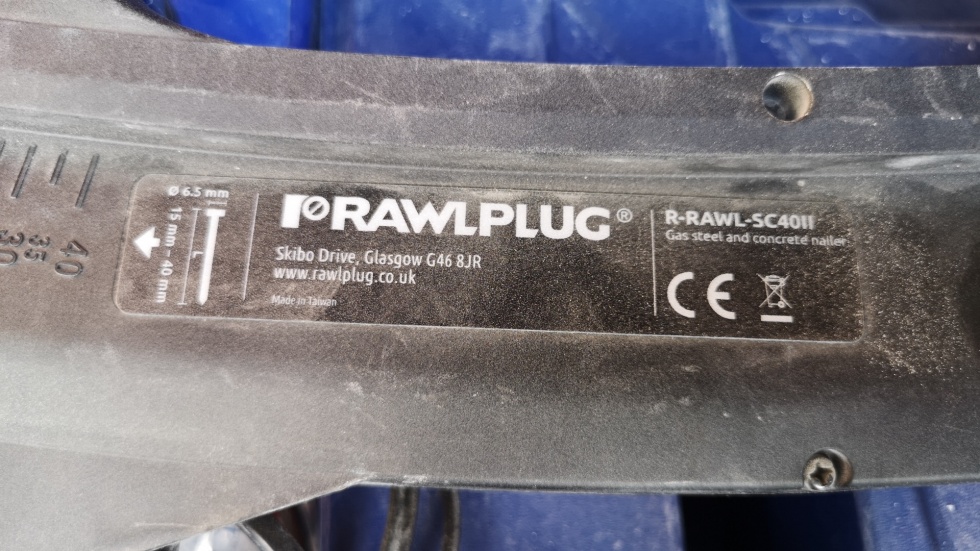 40
35
30
Ø 6.5 mm
15 mm - 40 mm
L
RAWLPLUG®
Skibo Drive, Glasgow G46 8JR
www.rawlplug.co.uk
Made in Taiwan
R-RAWL-SC40II
Gas steel and concrete nailer
CE